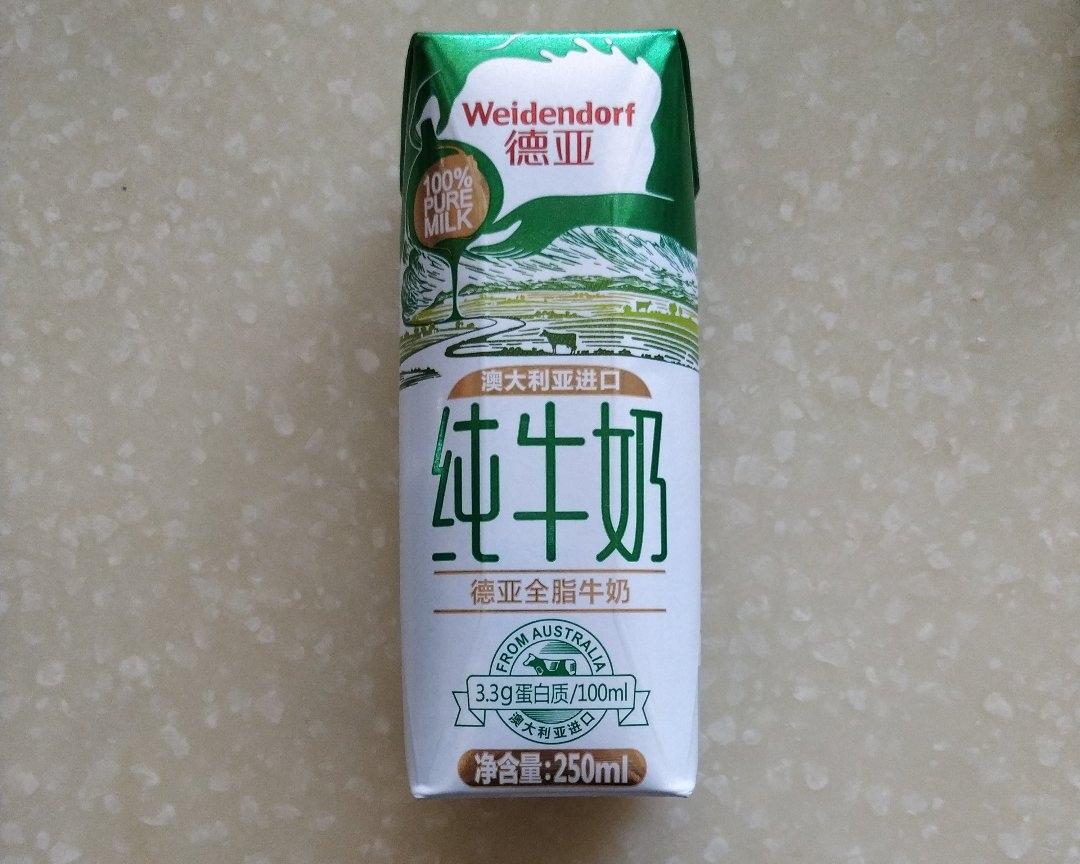 Weidendorf
德亚
100%
PURE
MILK
澳大利亚进口
纯牛奶
德亚全脂牛奶
FROM AUSTRALIA
3.3g蛋白质/100ml
澳大利亚进口
净含量:250ml